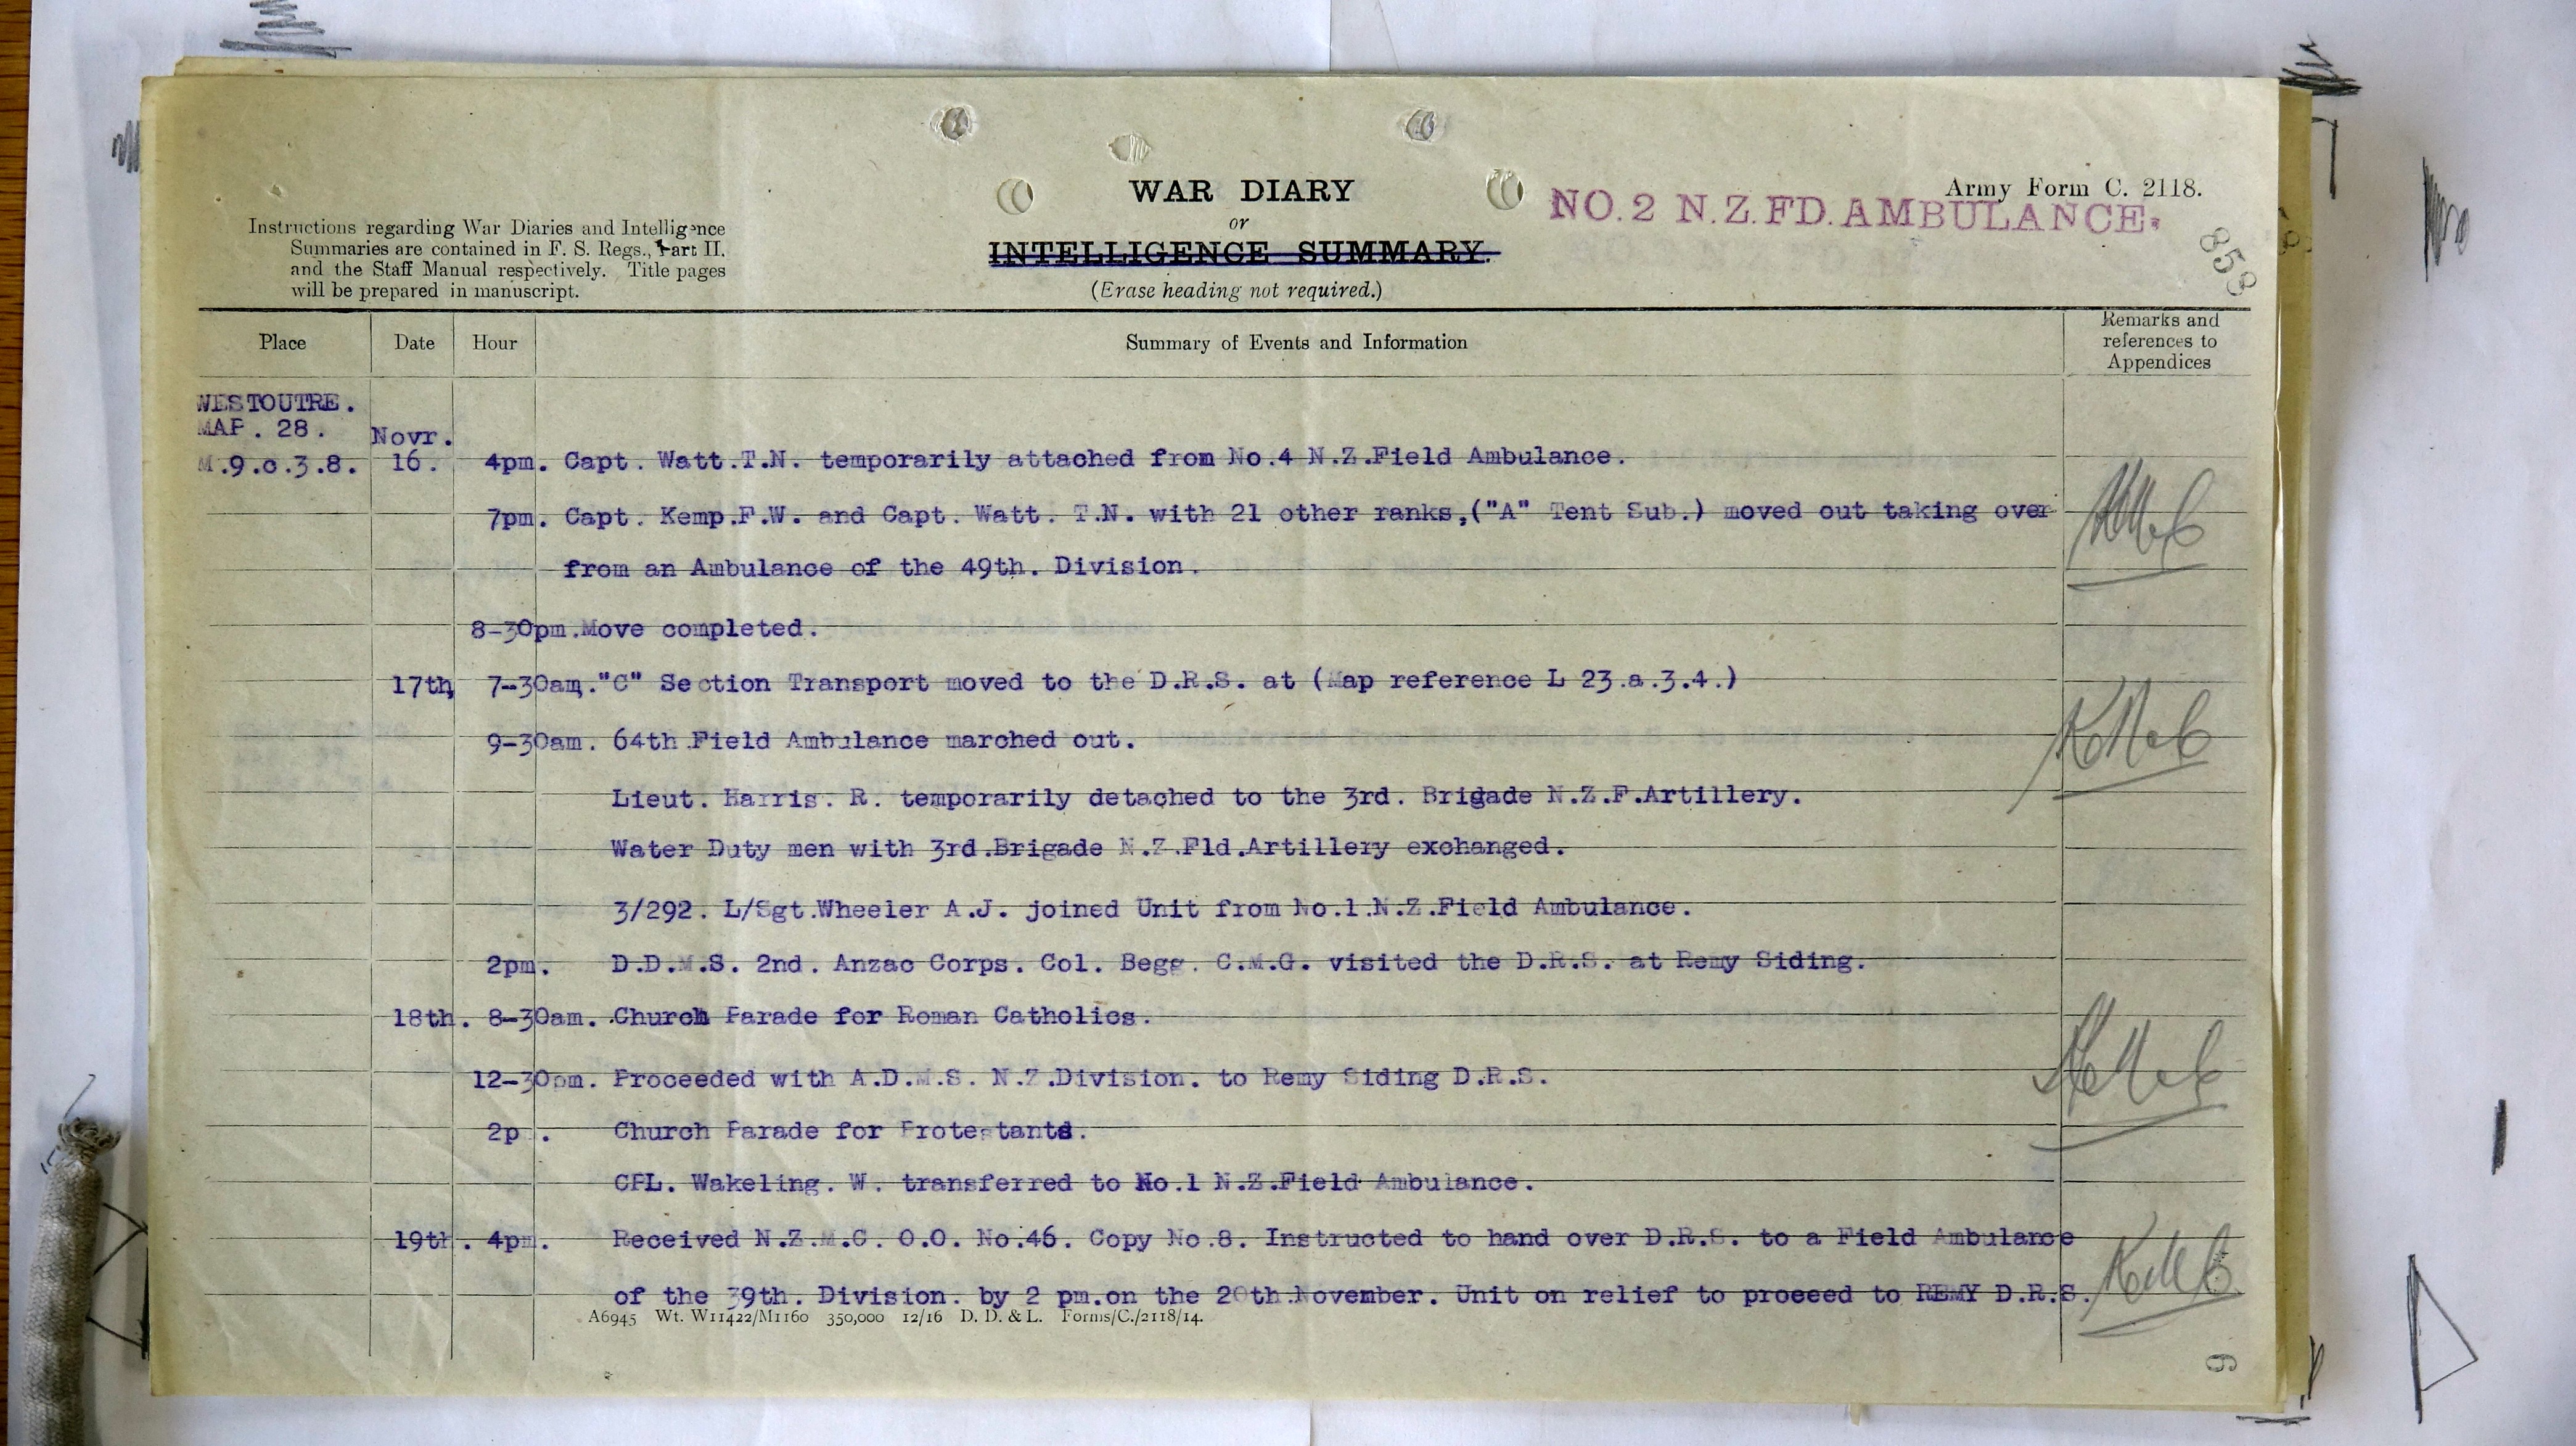 WAR DIARY
or
INTELLIGENCE SUMMARY.
(Erase heading not required.)
Army Form C. 2118.
NO. 2 N.Z. FD. AMBULANCE.
858
Instructions regarding War Diaries and Intelligence
Summaries are contained in F. S. Regs., Part II.
and the Staff Manual respectively. Title pages
will be prepared in manuscript.
Place Date Hour Summary of Events and Information Remarks and references to Appendices
WESTOUTRE.
MAP. 28. Novr.
M.9.c.3.8. 16. 4pm. Capt. Watt.T.N. temporarily attached from No.4 N.Z.Field Ambulance.
7pm. Capt. Kemp.F.W. and Capt. Watt. T.N. with 21 other ranks,("A" Tent Sub.) moved out taking over
from an Ambulance of the 49th. Division.
8-30pm.Move completed.
17th 7-30am."C" Section Transport moved to the D.R.S. at (Map reference L 23.a.3.4.)
9-30am. 64th.Field Ambulance marched out.
Lieut. Harris. R. temporarily detached to the 3rd. Brigade N.Z.F.Artillery.
Water Duty men with 3rd.Brigade N.Z.Fld.Artillery exchanged.
3/292. L/Sgt.Wheeler A.J. joined Unit from No.1.N.Z.Field Ambulance.
2pm. D.D.M.S. 2nd. Anzac Corps. Col. Begg. C.M.G. visited the D.R.S. at Remy Siding.
18th. 8-30am. Church Parade for Roman Catholics.
12-30pm. Proceeded with A.D.M.S. N.Z.Division. to Remy Siding D.R.S.
2p . Church Parade for Protestants.
CPL. Wakeling. W. transferred to No.1 N.Z.Field Ambulance.
19th. 4pm. Received N.Z.M.C. O.O. No.46. Copy No.8. Instructed to hand over D.R.S. to a Field Ambulance
of the 39th. Division. by 2 pm.on the 20th.November. Unit on relief to proeeed to REMY D.R.S.
A6945 Wt. W11422/M1160 350,000 12/16 D. D. & L. Forms/C./2118/14.